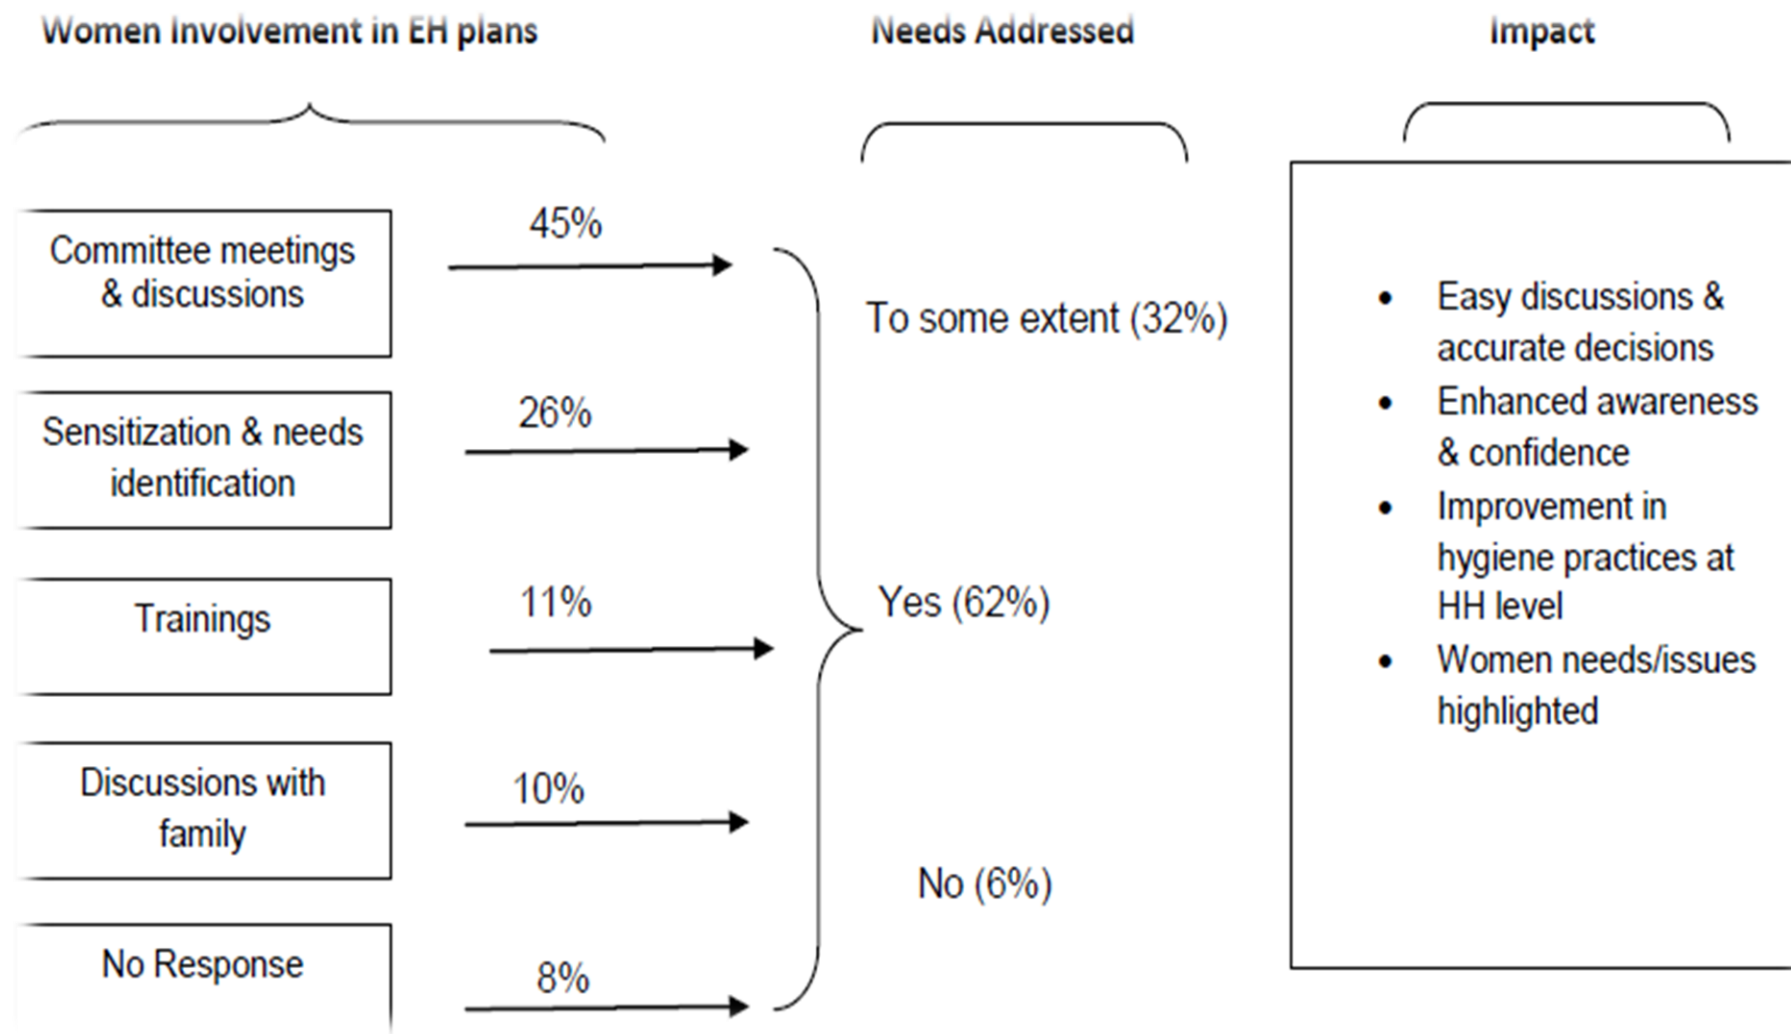 Women Involvement in EH plans
Needs Addressed
Impact
Committee meetings
& discussions
45%
Sensitization & needs
identification
26%
Trainings
11%
Discussions with
family
10%
No Response
8%
To some extent (32%)
Yes (62%)
No (6%)
• Easy discussions &
accurate decisions
• Enhanced awareness
& confidence
• Improvement in
hygiene practices at
HH level
• Women needs/issues
highlighted